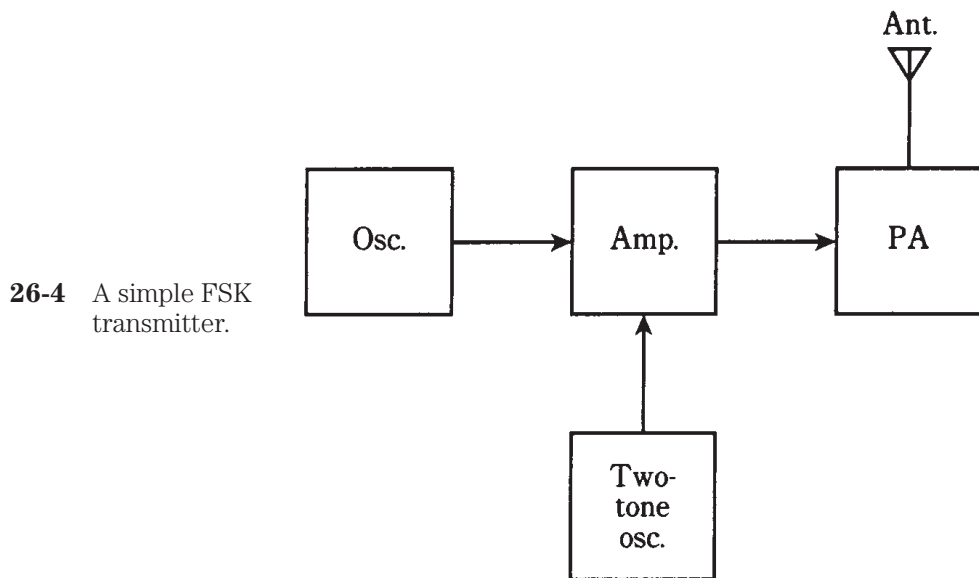 Ant.
Osc.
Amp.
PA
26-4 A simple FSK
transmitter.
Two-
tone
osc.